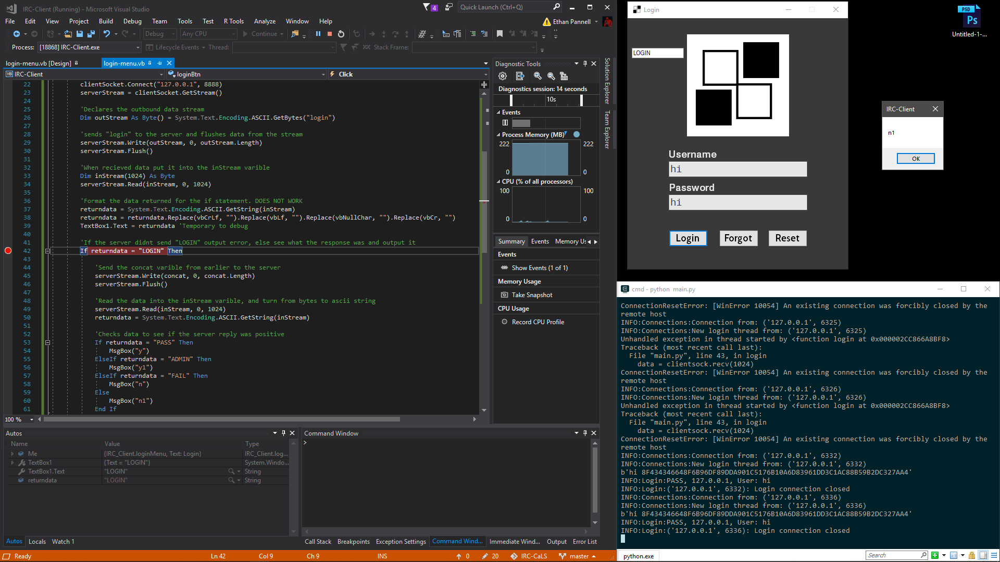 IRC-Client (Running) - Microsoft Visual Studio
4
Quick Launch (Ctrl+Q)
File Edit View Project Build Debug Team Tools Test R Tools Analyze Window Help
Ethan Pannell
Debug Any CPU Continue
Process: [18868] IRC-Client.exe Lifecycle Events Thread: Stack Frame:
login-menu.vb [Design] login-menu.vb
IRC-Client loginBtn Click
22 clientSocket.Connect("127.0.0.1", 8888)
23 serverStream = clientSocket.GetStream()
24
25 'Declares the outbound data stream
26 Dim outStream As Byte() = System.Text.Encoding.ASCII.GetBytes("login")
27
28 'sends "login" to the server and flushes data from the stream
29 serverStream.Write(outStream, 0, outStream.Length)
30 serverStream.Flush()
31
32 'When recieved data put it into the inStream varible
33 Dim inStream(1024) As Byte
34 serverStream.Read(inStream, 0, 1024)
35
36 'Format the data returned for the if statement. DOES NOT WORK
37 returndata = System.Text.Encoding.ASCII.GetString(inStream)
38 returndata = returndata.Replace(vbCrLf, "").Replace(vbLf, "").Replace(vbNullChar, "").Replace(vbCr, "")
39 TextBox1.Text = returndata 'Temporary to debug
40
41 'If the server didnt send "LOGIN" output error, else see what the response was and output it
42 If returndata = "LOGIN" Then
43
44 'Send the concat varible from earlier to the server
45 serverStream.Write(concat, 0, concat.Length)
46 serverStream.Flush()
47
48 'Read the data into the inStream varible, and turn from bytes to ascii string
49 serverStream.Read(inStream, 0, 1024)
50 returndata = System.Text.Encoding.ASCII.GetString(inStream)
51
52 'Checks data to see if the server reply was positive
53 If returndata = "PASS" Then
54 MsgBox("y")
55 ElseIf returndata = "ADMIN" Then
56 MsgBox("y1")
57 ElseIf returndata = "FAIL" Then
58 MsgBox("n")
59 Else
60 MsgBox("n1")
61 End If
100 %
Diagnostic Tools
Diagnostics session: 14 seconds
10s
Events
Process Memory (MB)
222 222
0 0
CPU (% of all processors)
100 100
0 0
Summary Events Memory Us
Events
Show Events (1 of 1)
Memory Usage
Take Snapshot
CPU Usage
Record CPU Profile
Solution Explorer
Team Explorer
Autos
Name Value Type
Me {IRC_Client.loginMenu, Text: Login} IRC_Client.log...
TextBox1 {Text = "LOGIN"} System.Windo...
TextBox1.Text "LOGIN" String
returndata "LOGIN" String
Autos Locals Watch 1
Command Window
>
Call Stack Breakpoints Exception Settings Command Wind... Immediate Wind... Output Error List
Ready Ln 42 Col 9 Ch 9 INS 0 20 IRC-CaLS master
Login
LOGIN
Username
hi
Password
hi
Login Forgot Reset
IRC-Client
n1
OK
PSD
Ps
Untitled-1-...
cmd - python main.py
ConnectionResetError: [WinError 10054] An existing connection was forcibly closed by the
remote host
INFO:Connections:Connection from: ('127.0.0.1', 6325)
INFO:Connections:New login thread from: ('127.0.0.1', 6325)
Unhandled exception in thread started by <function login at 0x000002CC866A8BF8>
Traceback (most recent call last):
File "main.py", line 43, in login
data = clientsock.recv(1024)
ConnectionResetError: [WinError 10054] An existing connection was forcibly closed by the
remote host
INFO:Connections:Connection from: ('127.0.0.1', 6326)
INFO:Connections:New login thread from: ('127.0.0.1', 6326)
Unhandled exception in thread started by <function login at 0x000002CC866A8BF8>
Traceback (most recent call last):
File "main.py", line 43, in login
data = clientsock.recv(1024)
ConnectionResetError: [WinError 10054] An existing connection was forcibly closed by the
remote host
INFO:Connections:Connection from: ('127.0.0.1', 6332)
INFO:Connections:New login thread from: ('127.0.0.1', 6332)
b'hi 8F434346648F6B96DF89DDA901C5176B10A6D83961DD3C1AC88B59B2DC327AA4'
INFO:Login:PASS, 127.0.0.1, User: hi
INFO:Login:('127.0.0.1', 6332): Login connection closed
INFO:Connections:Connection from: ('127.0.0.1', 6336)
INFO:Connections:New login thread from: ('127.0.0.1', 6336)
b'hi 8F434346648F6B96DF89DDA901C5176B10A6D83961DD3C1AC88B59B2DC327AA4'
INFO:Login:PASS, 127.0.0.1, User: hi
INFO:Login:('127.0.0.1', 6336): Login connection closed
python.exe Search